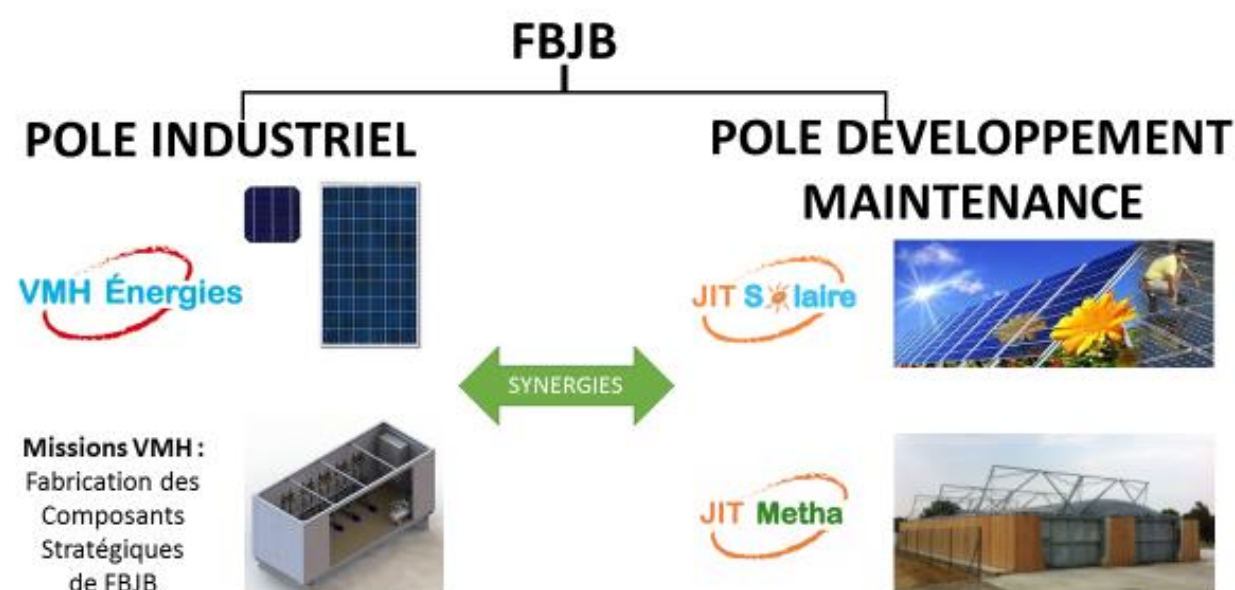 FBJB
POLE INDUSTRIEL
POLE DEVELOPPEMENT
MAINTENANCE
VMH Énergies
JIT Solaire
SYNERGIES
Missions VMH :
Fabrication des
Composants
Stratégiques
de FBJB
JIT Metha